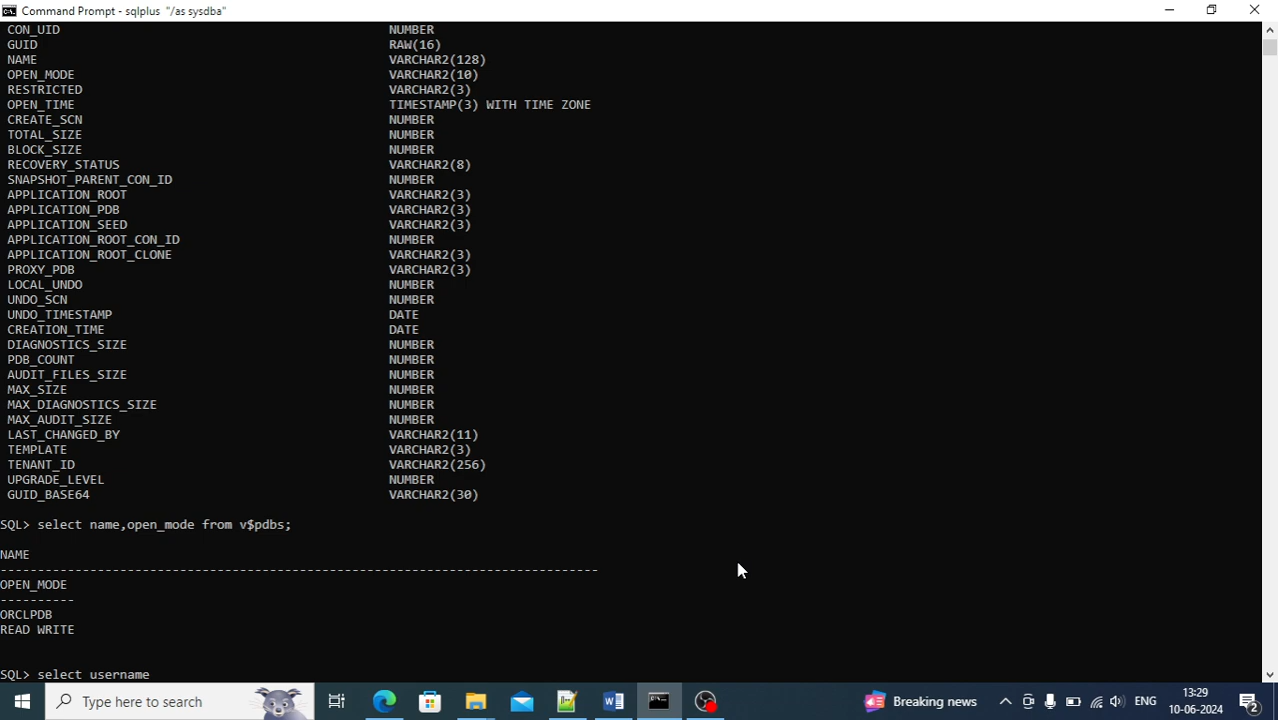 Command Prompt - sqlplus "/as sysdba"
CON_UID NUMBER
GUID RAW(16)
NAME VARCHAR2(128)
OPEN_MODE VARCHAR2(10)
RESTRICTED VARCHAR2(3)
OPEN_TIME TIMESTAMP(3) WITH TIME ZONE
CREATE_SCN NUMBER
TOTAL_SIZE NUMBER
BLOCK_SIZE NUMBER
RECOVERY_STATUS VARCHAR2(8)
SNAPSHOT_PARENT_CON_ID NUMBER
APPLICATION_ROOT VARCHAR2(3)
APPLICATION_PDB VARCHAR2(3)
APPLICATION_SEED VARCHAR2(3)
APPLICATION_ROOT_CON_ID NUMBER
APPLICATION_ROOT_CLONE VARCHAR2(3)
PROXY_PDB VARCHAR2(3)
LOCAL_UNDO NUMBER
UNDO_SCN NUMBER
UNDO_TIMESTAMP DATE
CREATION_TIME DATE
DIAGNOSTICS_SIZE NUMBER
PDB_COUNT NUMBER
AUDIT_FILES_SIZE NUMBER
MAX_SIZE NUMBER
MAX_DIAGNOSTICS_SIZE NUMBER
MAX_AUDIT_SIZE NUMBER
LAST_CHANGED_BY VARCHAR2(11)
TEMPLATE VARCHAR2(3)
TENANT_ID VARCHAR2(256)
UPGRADE_LEVEL NUMBER
GUID_BASE64 VARCHAR2(30)
SQL> select name,open_mode from v$pdbs;
NAME
--------------------------------------------------------------------------------
OPEN_MODE
----------
ORCLPDB
READ WRITE
SQL> select username
Type here to search
Breaking news
ENG
13:29
10-06-2024
2